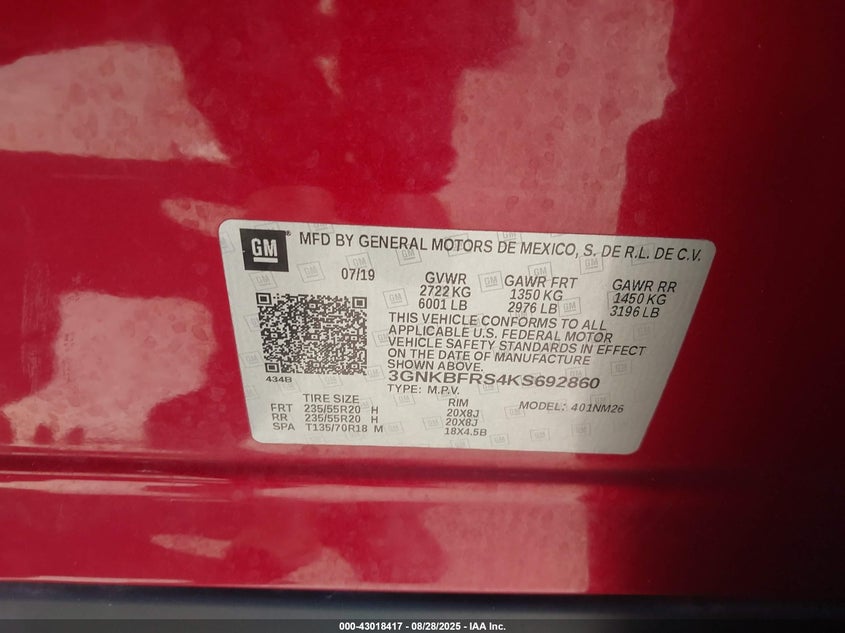 GM ® MFD BY GENERAL MOTORS DE MEXICO, S. DE R.L. DE C.V.
07/19 GVWR GAWR FRT GAWR RR
2722 KG 1350 KG 1450 KG
6001 LB 2976 LB 3196 LB
THIS VEHICLE CONFORMS TO ALL
APPLICABLE U.S. FEDERAL MOTOR
VEHICLE SAFETY STANDARDS IN EFFECT
ON THE DATE OF MANUFACTURE
SHOWN ABOVE.
434B
3GNKBFRS4KS692860
TYPE: M.P.V.
TIRE SIZE RIM MODEL: 401NM26
FRT 235/55R20 H 20X8J
RR 235/55R20 H 20X8J
SPA T135/70R18 M 18X4.5B
000-43018417 - 08/28/2025 - IAA Inc.